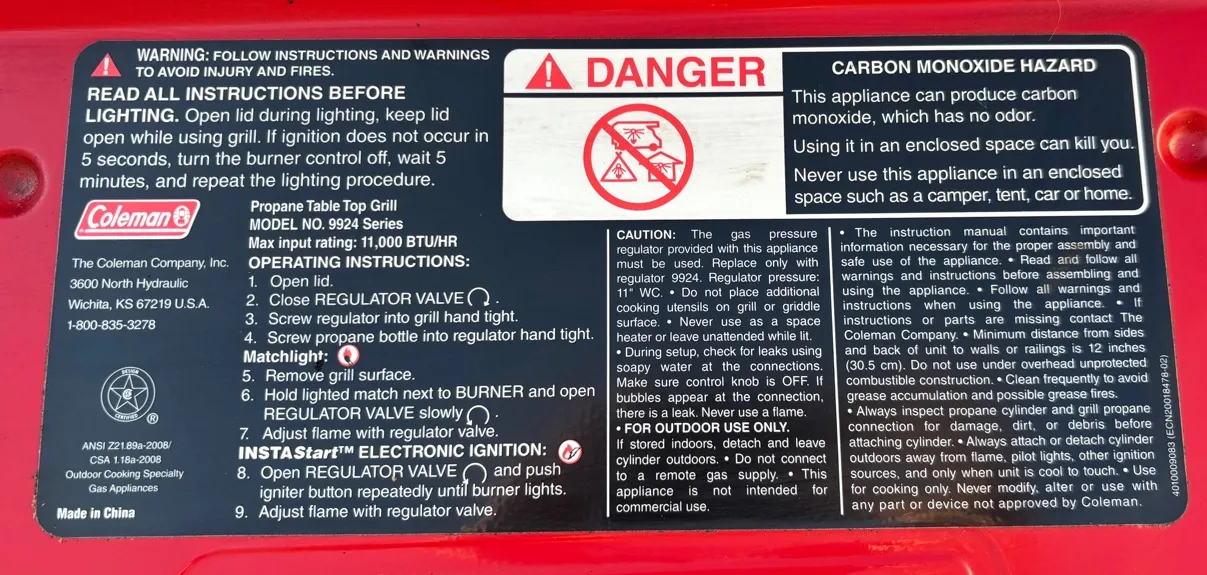 WARNING: FOLLOW INSTRUCTIONS AND WARNINGS
TO AVOID INJURY AND FIRES.
READ ALL INSTRUCTIONS BEFORE
LIGHTING. Open lid during lighting, keep lid
open while using grill. If ignition does not occur in
5 seconds, turn the burner control off, wait 5
minutes, and repeat the lighting procedure.
DANGER
CARBON MONOXIDE HAZARD
This appliance can produce carbon
monoxide, which has no odor.
Using it in an enclosed space can kill you.
Never use this appliance in an enclosed
space such as a camper, tent, car or home.
Coleman
The Coleman Company, Inc.
3600 North Hydraulic
Wichita, KS 67219 U.S.A.
1-800-835-3278
DESIGN
CERTIFIED
®
ANSI Z21.89a-2008/
CSA 1.18a-2008
Outdoor Cooking Specialty
Gas Appliances
Made in China
Propane Table Top Grill
MODEL NO. 9924 Series
Max input rating: 11,000 BTU/HR
OPERATING INSTRUCTIONS:
1. Open lid.
2. Close REGULATOR VALVE .
3. Screw regulator into grill hand tight.
4. Screw propane bottle into regulator hand tight.
Matchlight:
5. Remove grill surface.
6. Hold lighted match next to BURNER and open
REGULATOR VALVE slowly .
7. Adjust flame with regulator valve.
INSTAStart™ ELECTRONIC IGNITION:
8. Open REGULATOR VALVE and push
igniter button repeatedly until burner lights.
9. Adjust flame with regulator valve.
CAUTION: The gas pressure
regulator provided with this appliance
must be used. Replace only with
regulator 9924. Regulator pressure:
11" WC. • Do not place additional
cooking utensils on grill or griddle
surface. • Never use as a space
heater or leave unattended while lit.
• During setup, check for leaks using
soapy water at the connections.
Make sure control knob is OFF. If
bubbles appear at the connection,
there is a leak. Never use a flame.
• FOR OUTDOOR USE ONLY.
If stored indoors, detach and leave
cylinder outdoors. • Do not connect
to a remote gas supply. • This
appliance is not intended for
commercial use.
• The instruction manual contains important
information necessary for the proper assembly and
safe use of the appliance. • Read and follow all
warnings and instructions before assembling and
using the appliance. • Follow all warnings and
instructions when using the appliance. • If
instructions or parts are missing contact The
Coleman Company. • Minimum distance from sides
and back of unit to walls or railings is 12 inches
(30.5 cm). Do not use under overhead unprotected
combustible construction. • Clean frequently to avoid
grease accumulation and possible grease fires.
• Always inspect propane cylinder and grill propane
connection for damage, dirt, or debris before
attaching cylinder. • Always attach or detach cylinder
outdoors away from flame, pilot lights, other ignition
sources, and only when unit is cool to touch. • Use
for cooking only. Never modify, alter or use with
any part or device not approved by Coleman.
4010009083 (ECN20018478-02)